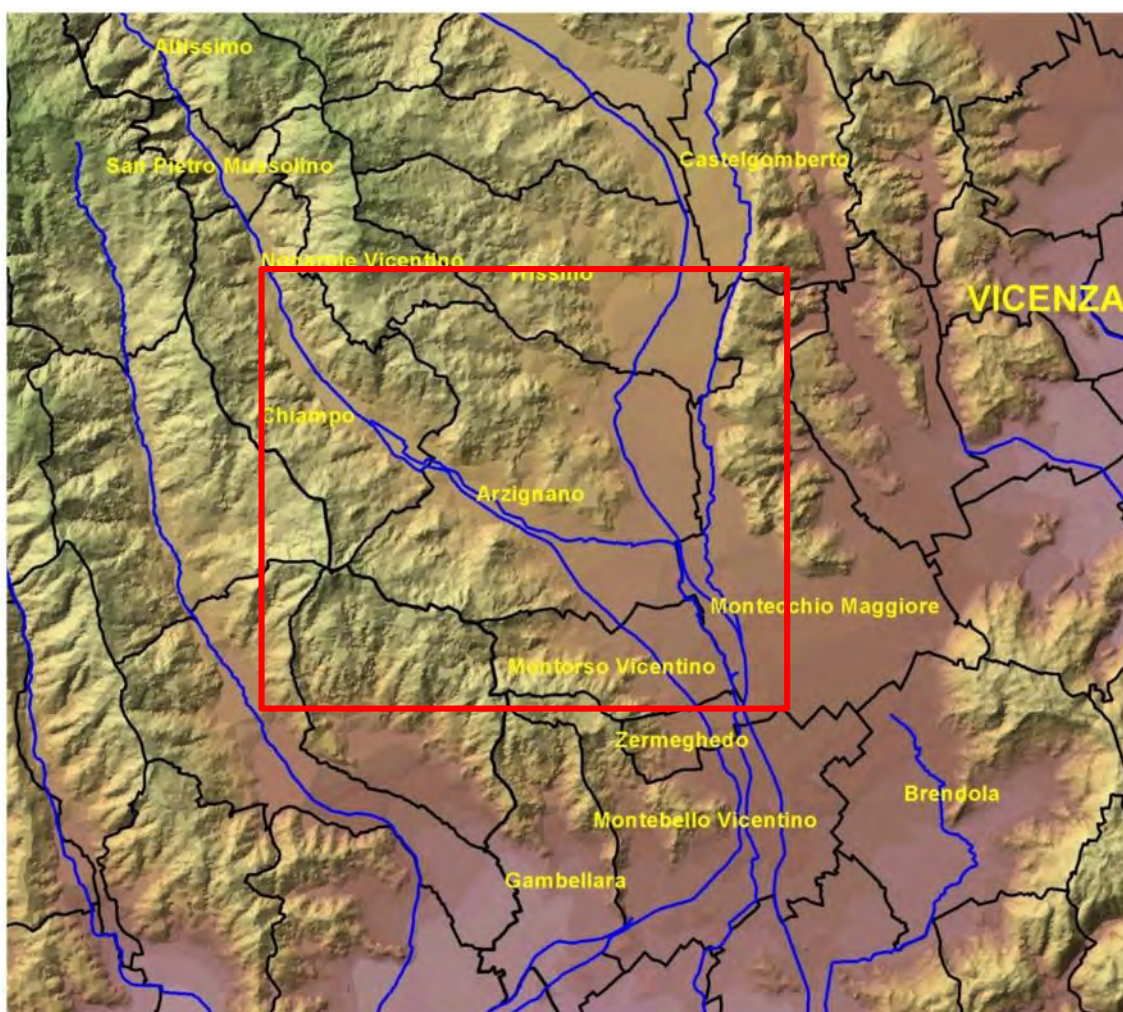 Altissimo
San Pietro Mussolino
Castelgomberto
Nogarole Vicentino
Trissino
VICENZA
Chiampo
Arzignano
Montecchio Maggiore
Montorso Vicentino
Zermeghedo
Brendola
Montebello Vicentino
Gambellara